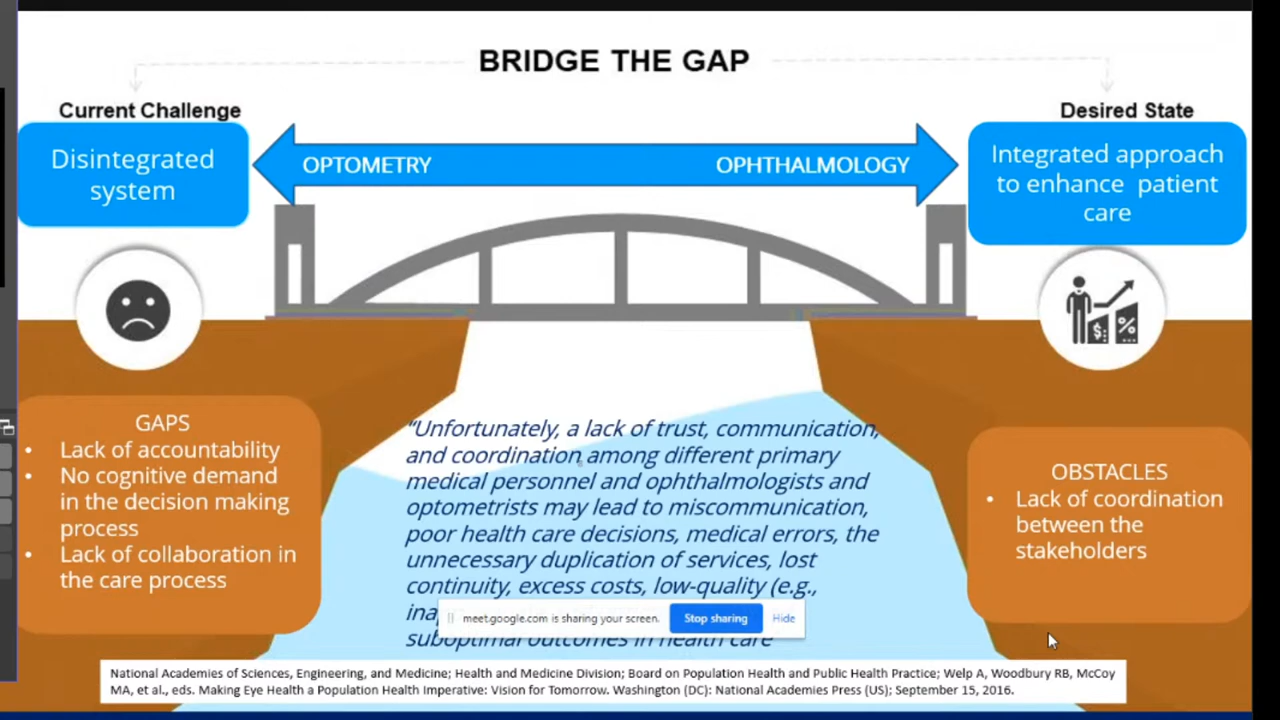 BRIDGE THE GAP
Current Challenge
Desired State
Disintegrated
system
OPTOMETRY
OPHTHALMOLOGY
Integrated approach
to enhance patient
care
$:
%
GAPS
• Lack of accountability
• No cognitive demand
in the decision making
process
• Lack of collaboration in
the care process
"Unfortunately, a lack of trust, communication,
and coordination among different primary
medical personnel and ophthalmologists and
optometrists may lead to miscommunication,
poor health care decisions, medical errors, the
unnecessary duplication of services, lost
continuity, excess costs, low-quality (e.g.,
suboptimal outcomes in health care
OBSTACLES
• Lack of coordination
between the
stakeholders
meet.google.com is sharing your screen.
Stop sharing
Hide
National Academies of Sciences, Engineering, and Medicine; Health and Medicine Division; Board on Population Health and Public Health Practice; Welp A, Woodbury RB, McCoy
MA, et al., eds. Making Eye Health a Population Health Imperative: Vision for Tomorrow. Washington (DC): National Academies Press (US); September 15, 2016.